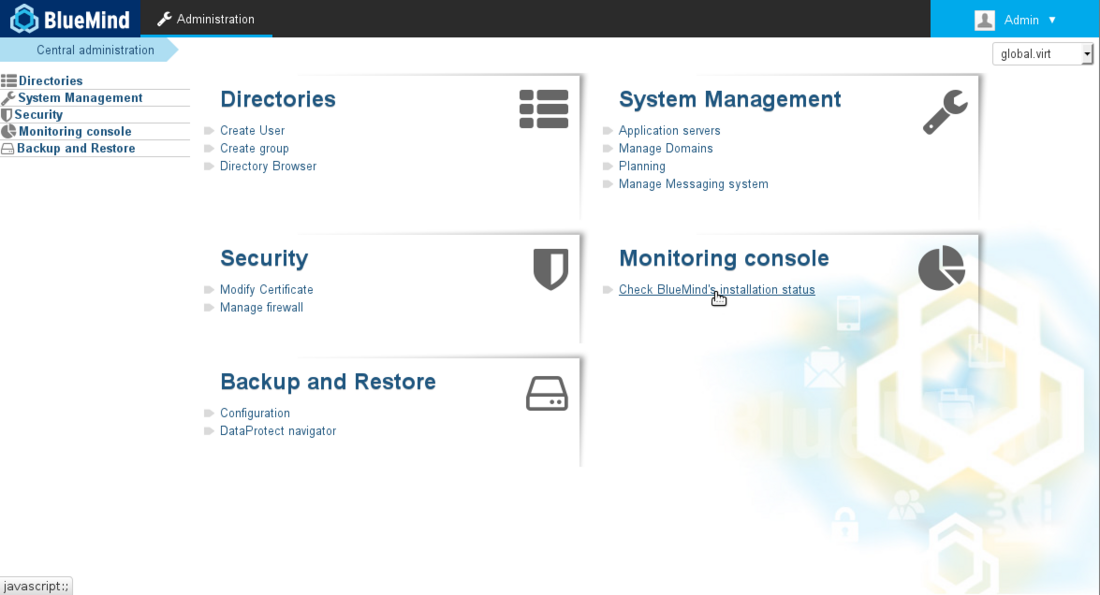 BlueMind
Administration
Admin ▼
Central administration
global.virt
Directories
System Management
Security
Monitoring console
Backup and Restore
Directories
Create User
Create group
Directory Browser
System Management
Application servers
Manage Domains
Planning
Manage Messaging system
Security
Modify Certificate
Manage firewall
Monitoring console
Check BlueMind's installation status
Backup and Restore
Configuration
DataProtect navigator
javascript:;